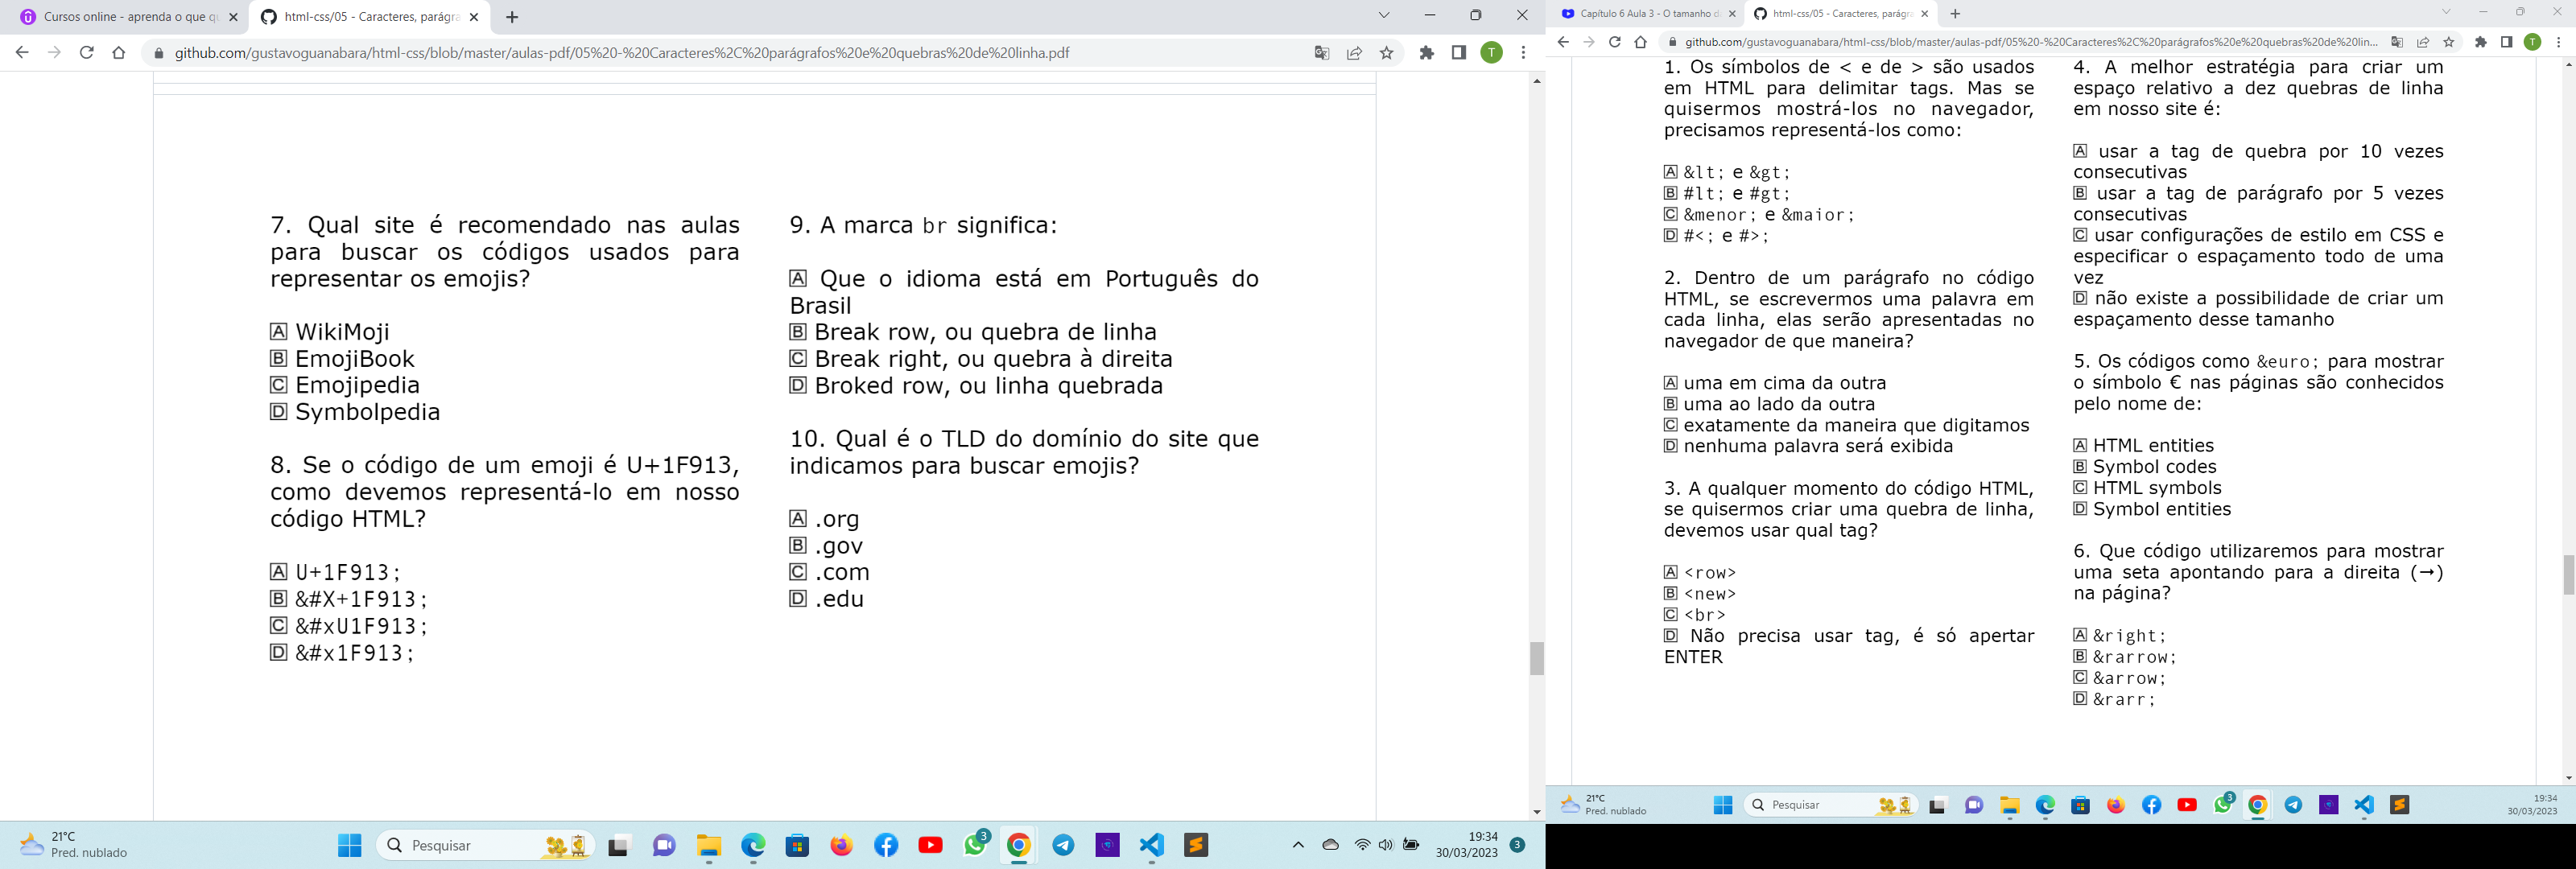 Cursos online - aprenda o que q
html-css/05 - Caracteres, parágra
github.com/gustavoguanabara/html-css/blob/master/aulas-pdf/05%20-%20Caracteres%2C%20parágrafos%20e%20quebras%20de%20linha.pdf
T
7. Qual site é recomendado nas aulas
para buscar os códigos usados para
representar os emojis?
A WikiMoji
B EmojiBook
C Emojipedia
D Symbolpedia
8. Se o código de um emoji é U+1F913,
como devemos representá-lo em nosso
código HTML?
A U+1F913;
B &#X+1F913;
C &#xU1F913;
D &#x1F913;
9. A marca br significa:
A Que o idioma está em Português do
Brasil
B Break row, ou quebra de linha
C Break right, ou quebra à direita
D Broked row, ou linha quebrada
10. Qual é o TLD do domínio do site que
indicamos para buscar emojis?
A .org
B .gov
C .com
D .edu
21°C
Pred. nublado
Pesquisar
3
19:34
30/03/2023
3
Capítulo 6 Aula 3 - O tamanho d
html-css/05 - Caracteres, parágra
github.com/gustavoguanabara/html-css/blob/master/aulas-pdf/05%20-%20Caracteres%2C%20parágrafos%20e%20quebras%20de%20lin...
T
1. Os símbolos de < e de > são usados
em HTML para delimitar tags. Mas se
quisermos mostrá-los no navegador,
precisamos representá-los como:
A &lt; e &gt;
B #lt; e #gt;
C &menor; e &maior;
D #<; e #>;
2. Dentro de um parágrafo no código
HTML, se escrevermos uma palavra em
cada linha, elas serão apresentadas no
navegador de que maneira?
A uma em cima da outra
B uma ao lado da outra
C exatamente da maneira que digitamos
D nenhuma palavra será exibida
3. A qualquer momento do código HTML,
se quisermos criar uma quebra de linha,
devemos usar qual tag?
A <row>
B <new>
C <br>
D Não precisa usar tag, é só apertar
ENTER
4. A melhor estratégia para criar um
espaço relativo a dez quebras de linha
em nosso site é:
A usar a tag de quebra por 10 vezes
consecutivas
B usar a tag de parágrafo por 5 vezes
consecutivas
C usar configurações de estilo em CSS e
especificar o espaçamento todo de uma
vez
D não existe a possibilidade de criar um
espaçamento desse tamanho
5. Os códigos como &euro; para mostrar
o símbolo € nas páginas são conhecidos
pelo nome de:
A HTML entities
B Symbol codes
C HTML symbols
D Symbol entities
6. Que código utilizaremos para mostrar
uma seta apontando para a direita (→)
na página?
A &right;
B &rarrow;
C &arrow;
D &rarr;
21°C
Pred. nublado
Pesquisar
3
19:34
30/03/2023